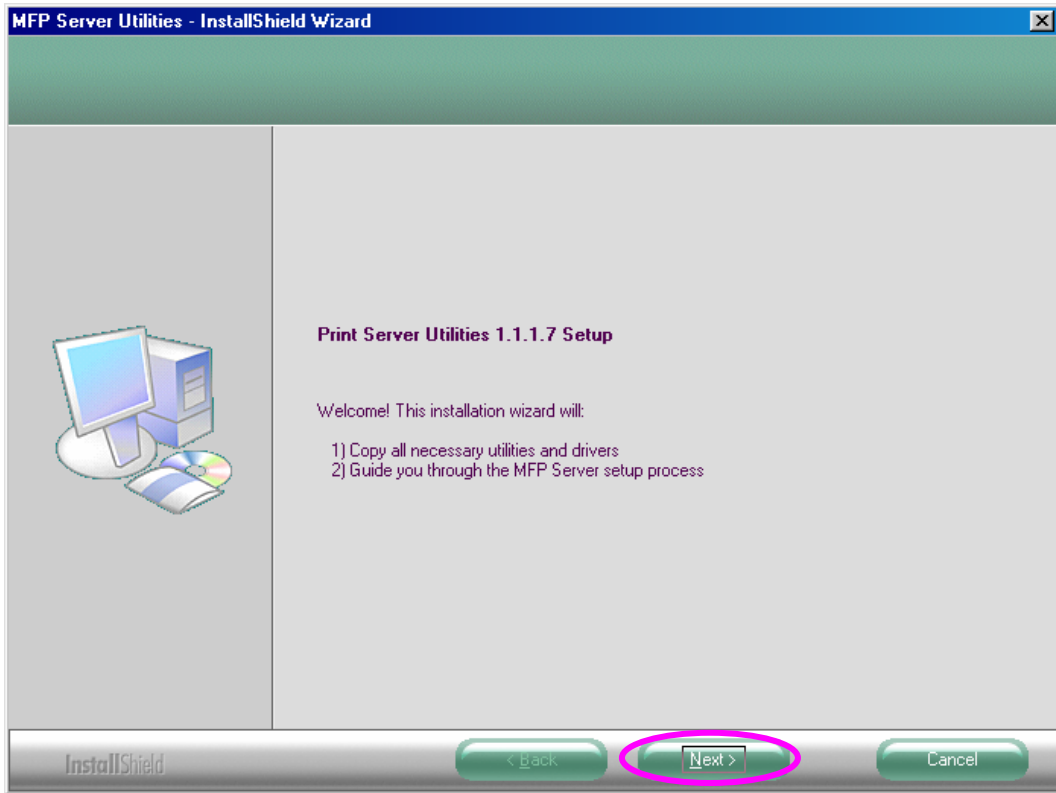 MFP Server Utilities - InstallShield Wizard
Print Server Utilities 1.1.1.7 Setup
Welcome! This installation wizard will:
1) Copy all necessary utilities and drivers
2) Guide you through the MFP Server setup process
InstallShield
< Back
Next >
Cancel